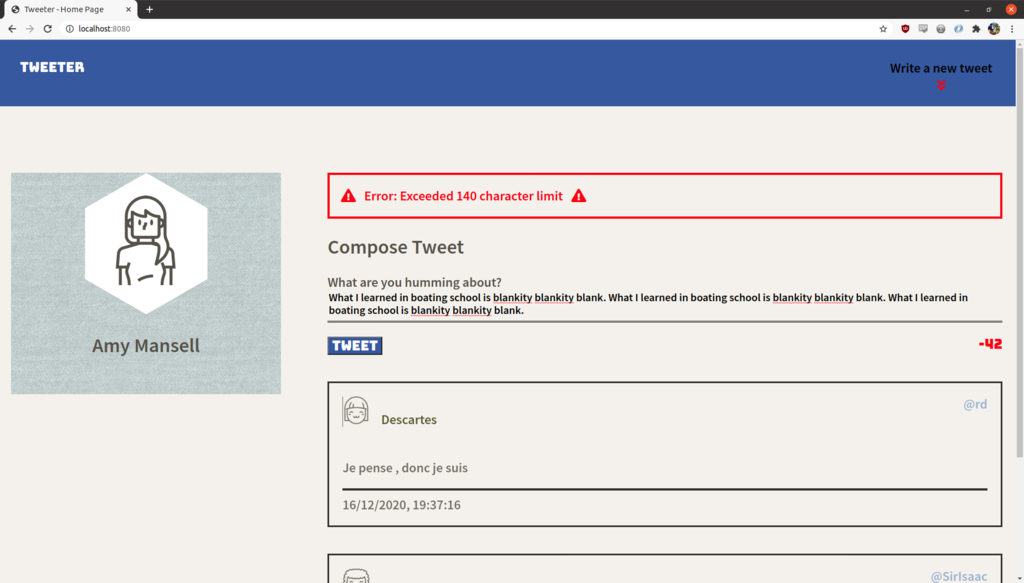 Tweeter - Home Page
localhost:8080
TWEETER
Write a new tweet
Error: Exceeded 140 character limit
Compose Tweet
What are you humming about?
What I learned in boating school is blankity blankity blank. What I learned in boating school is blankity blankity blank. What I learned in
boating school is blankity blankity blank.
TWEET
-42
Amy Mansell
@rd
Descartes
Je pense , donc je suis
16/12/2020, 19:37:16
@SirIsaac